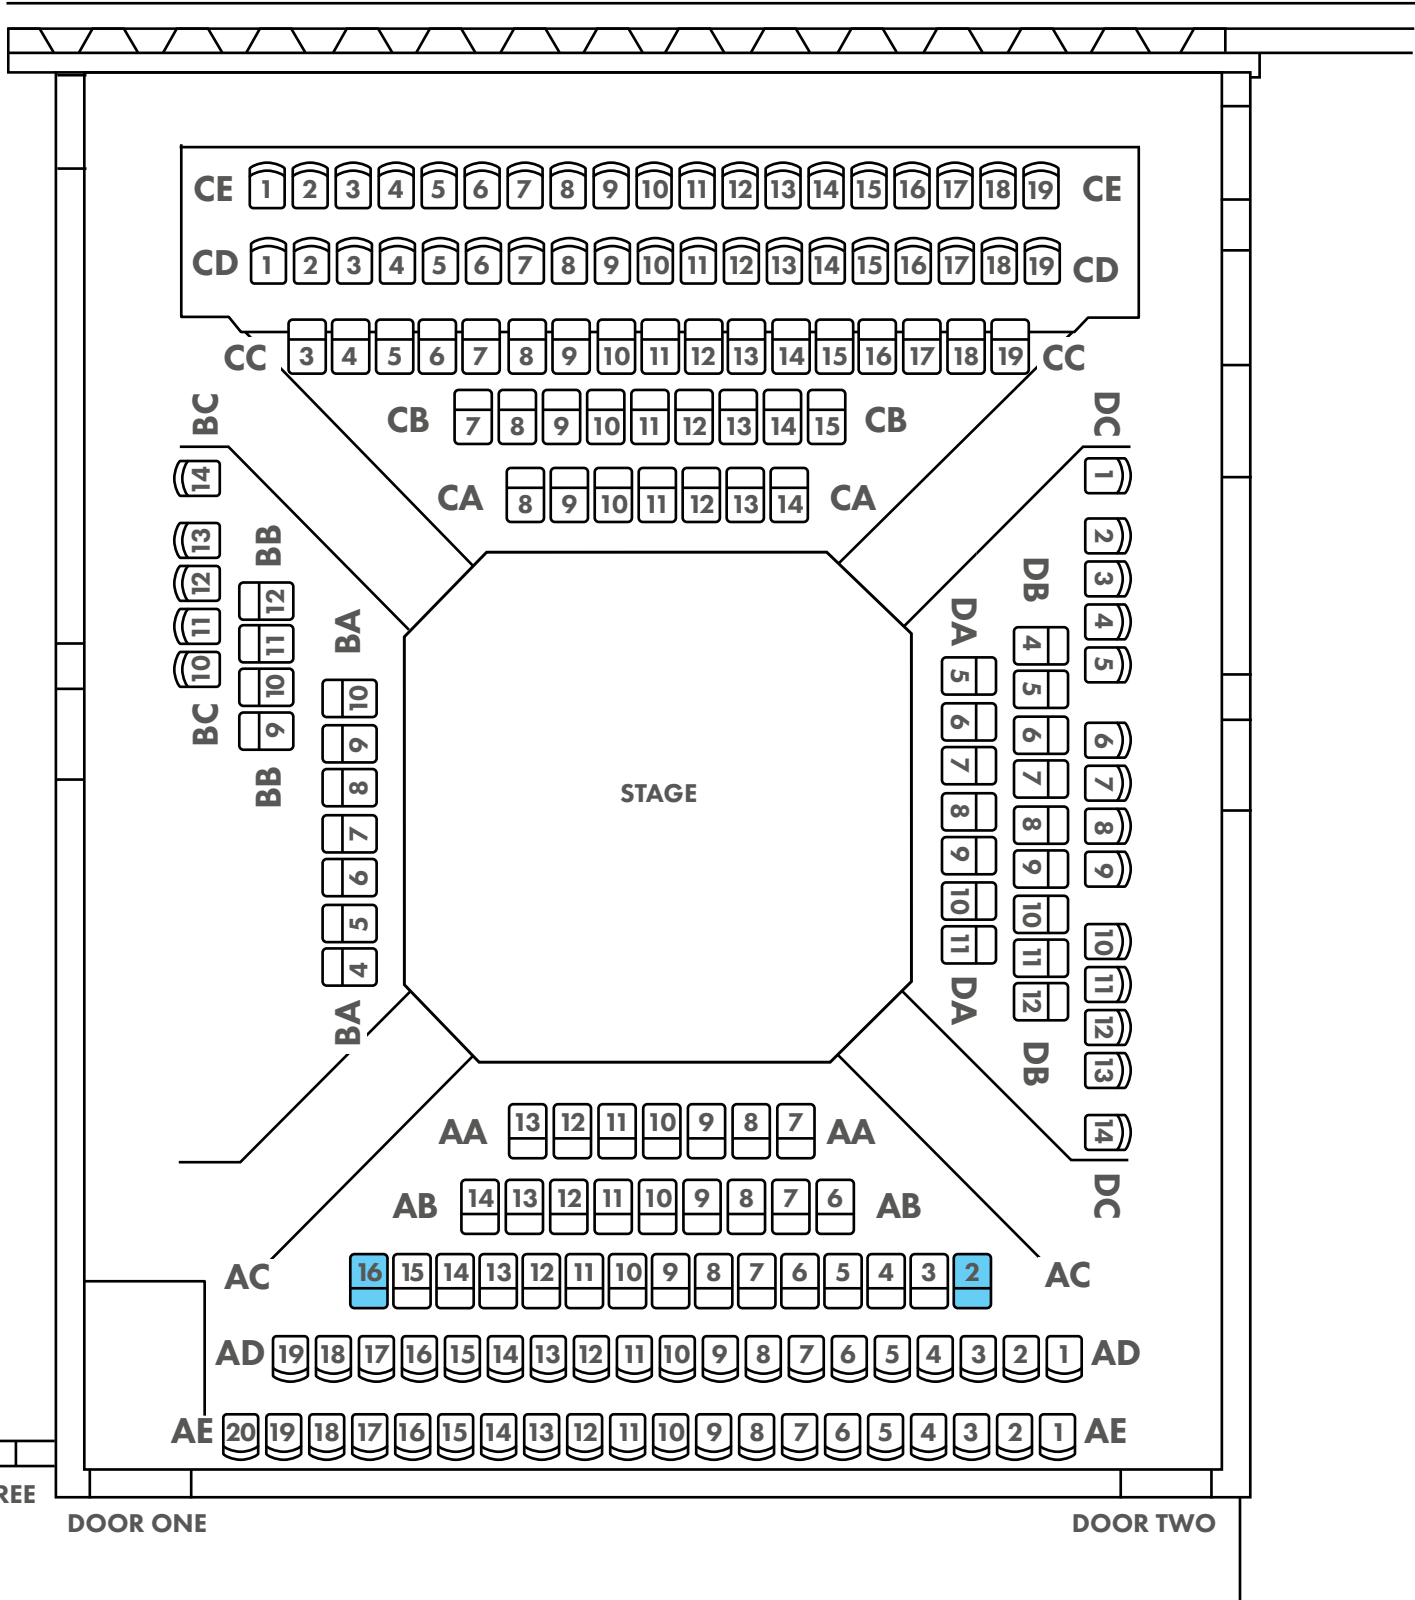 CE 1 2 3 4 5 6 7 8 9 10 11 12 13 14 15 16 17 18 19 CE
CD 1 2 3 4 5 6 7 8 9 10 11 12 13 14 15 16 17 18 19 CD
CC 3 4 5 6 7 8 9 10 11 12 13 14 15 16 17 18 19 CC
CB 7 8 9 10 11 12 13 14 15 CB
CA 8 9 10 11 12 13 14 CA
BC 14 13 12 11 10 BC
BB 12 11 10 9 BB
BA 10 9 8 7 6 5 4 BA
STAGE
DA 5 6 7 8 9 10 11 DA
DB 4 5 6 7 8 9 10 11 12 DB
DC 1 2 3 4 5 6 7 8 9 10 11 12 13 14 DC
AA 13 12 11 10 9 8 7 AA
AB 14 13 12 11 10 9 8 7 6 AB
AC 16 15 14 13 12 11 10 9 8 7 6 5 4 3 2 AC
AD 19 18 17 16 15 14 13 12 11 10 9 8 7 6 5 4 3 2 1 AD
AE 20 19 18 17 16 15 14 13 12 11 10 9 8 7 6 5 4 3 2 1 AE
REE
DOOR ONE
DOOR TWO